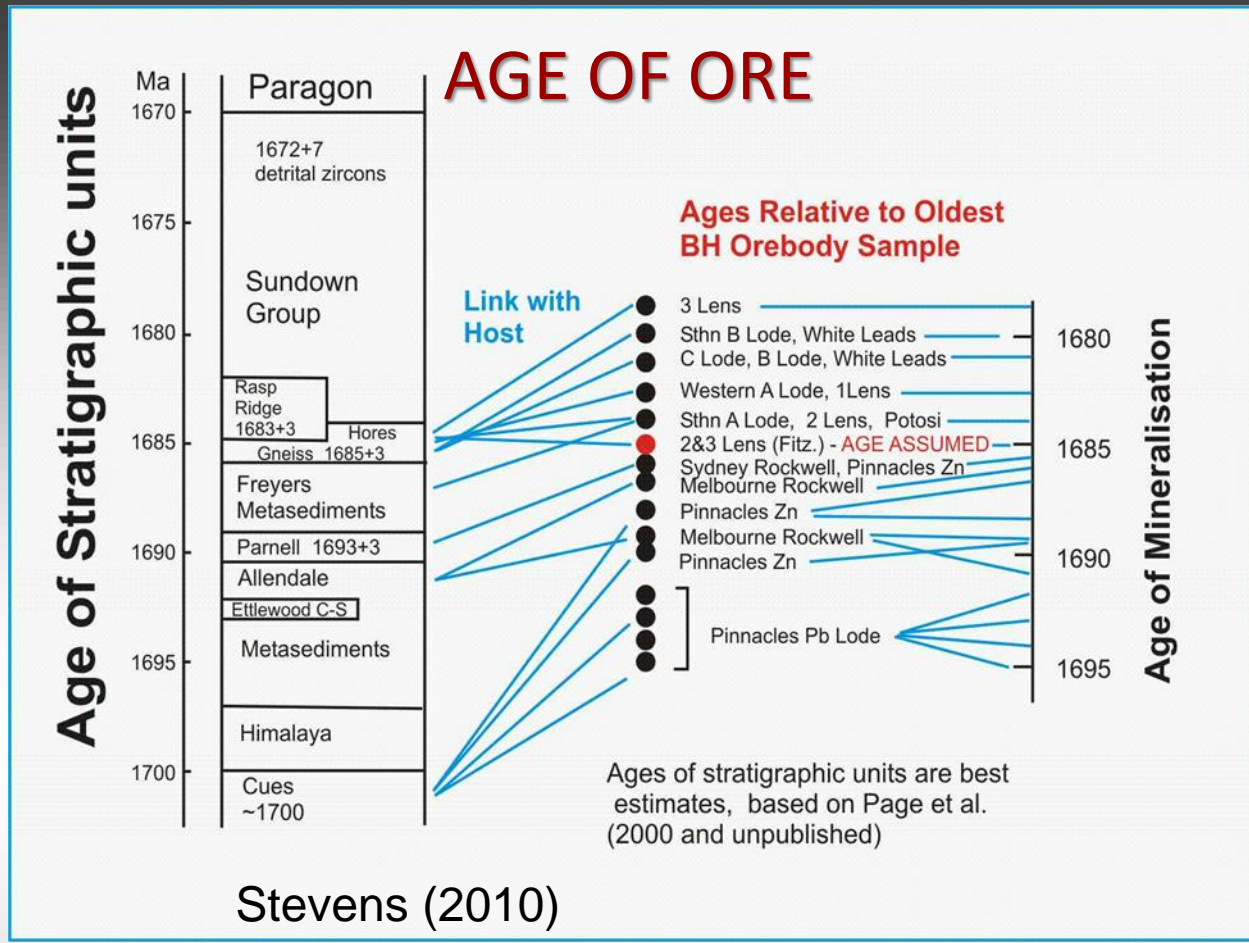 AGE OF ORE
Age of Stratigraphic units
Ma
1670
1675
1680
1685
1690
1695
1700
Paragon
1672+7
detrital zircons
Sundown
Group
Rasp
Ridge
1683+3
Hores
Gneiss 1685+3
Freyers
Metasediments
Parnell 1693+3
Allendale
Ettlewood C-S
Metasediments
Himalaya
Cues
~1700
Link with
Host
Ages Relative to Oldest
BH Orebody Sample
3 Lens
Sthn B Lode, White Leads
C Lode, B Lode, White Leads
Western A Lode, 1Lens
Sthn A Lode, 2 Lens, Potosi
2&3 Lens (Fitz.) - AGE ASSUMED
Sydney Rockwell, Pinnacles Zn
Melbourne Rockwell
Pinnacles Zn
Melbourne Rockwell
Pinnacles Zn
Pinnacles Pb Lode
1680
1685
1690
1695
Age of Mineralisation
Ages of stratigraphic units are best
estimates, based on Page et al.
(2000 and unpublished)
Stevens (2010)